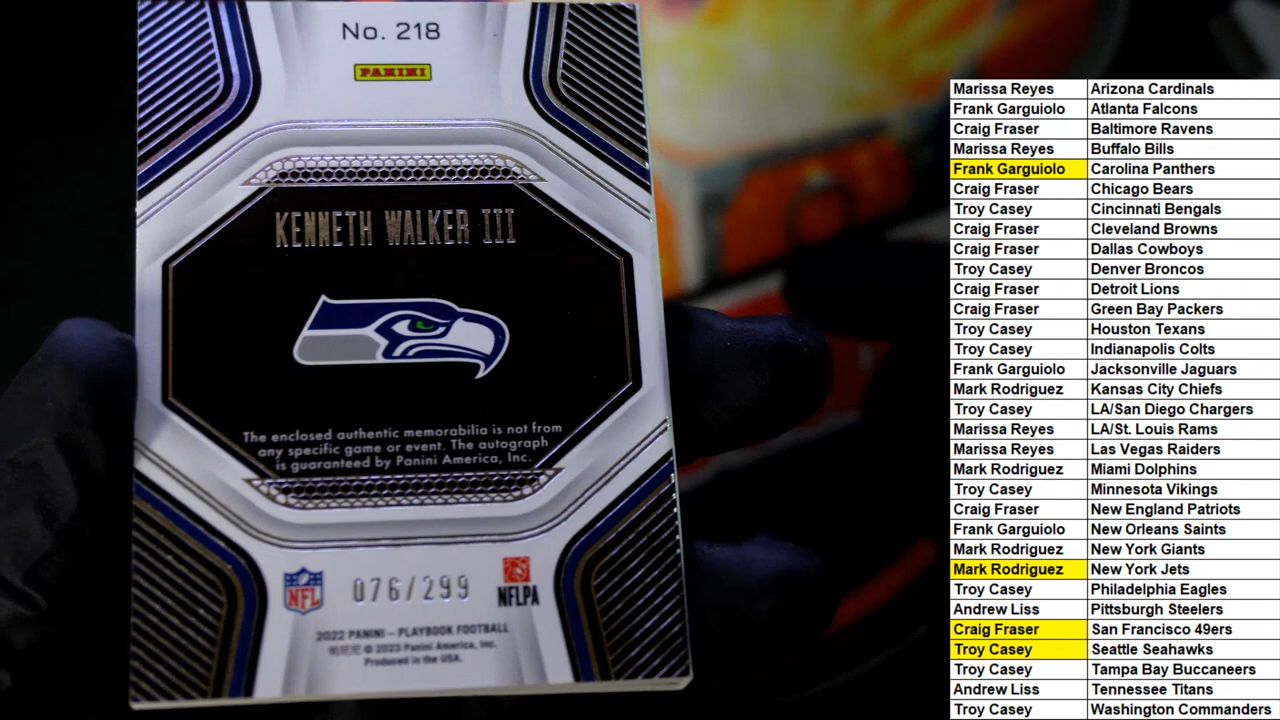 No. 218
PANINI
KENNETH WALKER III
The enclosed authentic memorabilia is not from
any specific game or event. The autograph
is guaranteed by Panini America, Inc.
NFL
076/299
NFLPA
2022 PANINI – PLAYBOOK FOOTBALL
帕尼尼 © 2023 Panini America, Inc.
Produced in the USA.
Marissa Reyes Arizona Cardinals
Frank Garguiolo Atlanta Falcons
Craig Fraser Baltimore Ravens
Marissa Reyes Buffalo Bills
Frank Garguiolo Carolina Panthers
Craig Fraser Chicago Bears
Troy Casey Cincinnati Bengals
Craig Fraser Cleveland Browns
Craig Fraser Dallas Cowboys
Troy Casey Denver Broncos
Craig Fraser Detroit Lions
Craig Fraser Green Bay Packers
Troy Casey Houston Texans
Troy Casey Indianapolis Colts
Frank Garguiolo Jacksonville Jaguars
Mark Rodriguez Kansas City Chiefs
Troy Casey LA/San Diego Chargers
Marissa Reyes LA/St. Louis Rams
Marissa Reyes Las Vegas Raiders
Mark Rodriguez Miami Dolphins
Troy Casey Minnesota Vikings
Craig Fraser New England Patriots
Frank Garguiolo New Orleans Saints
Mark Rodriguez New York Giants
Mark Rodriguez New York Jets
Troy Casey Philadelphia Eagles
Andrew Liss Pittsburgh Steelers
Craig Fraser San Francisco 49ers
Troy Casey Seattle Seahawks
Troy Casey Tampa Bay Buccaneers
Andrew Liss Tennessee Titans
Troy Casey Washington Commanders